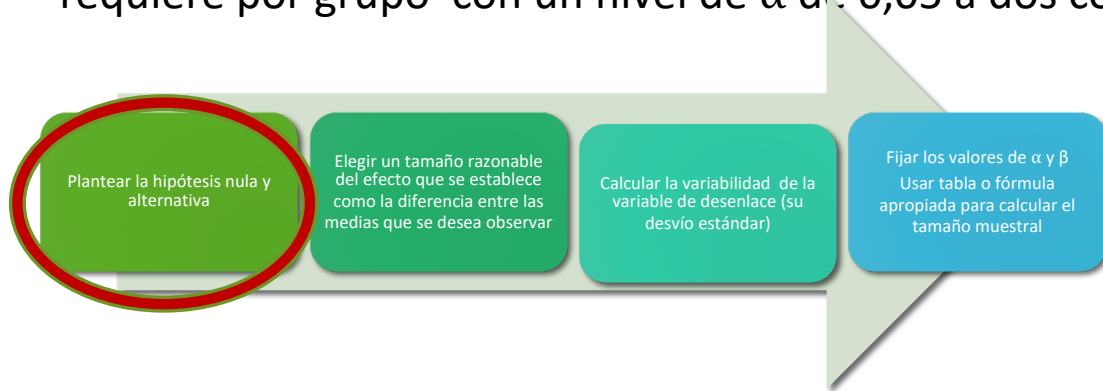 requiere por grupo con un nivel de α de 0,05 a dos co
Plantear la hipótesis nula y
alternativa
Elegir un tamaño razonable
del efecto que se establece
como la diferencia entre las
medias que se desea observar
Calcular la variabilidad de la
variable de desenlace (su
desvío estándar)
Fijar los valores de α y β
Usar tabla o fórmula
apropiada para calcular el
tamaño muestral